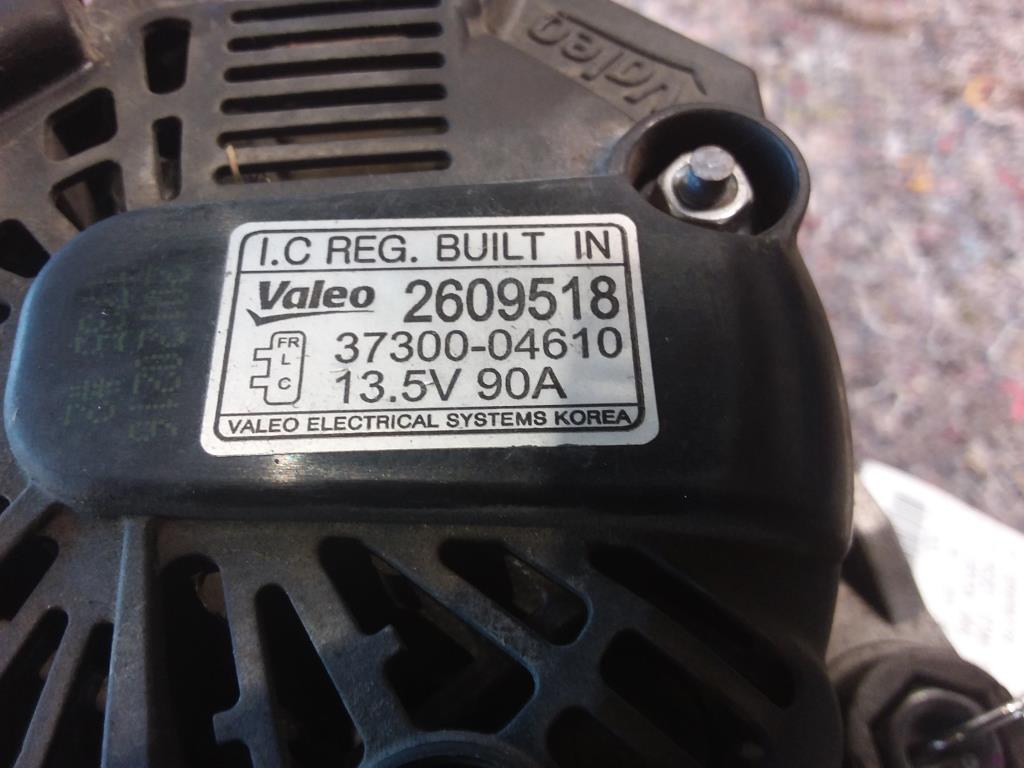 Valeo
I.C REG. BUILT IN
Valeo 2609518
FR
L
C
37300-04610
13.5V 90A
VALEO ELECTRICAL SYSTEMS KOREA